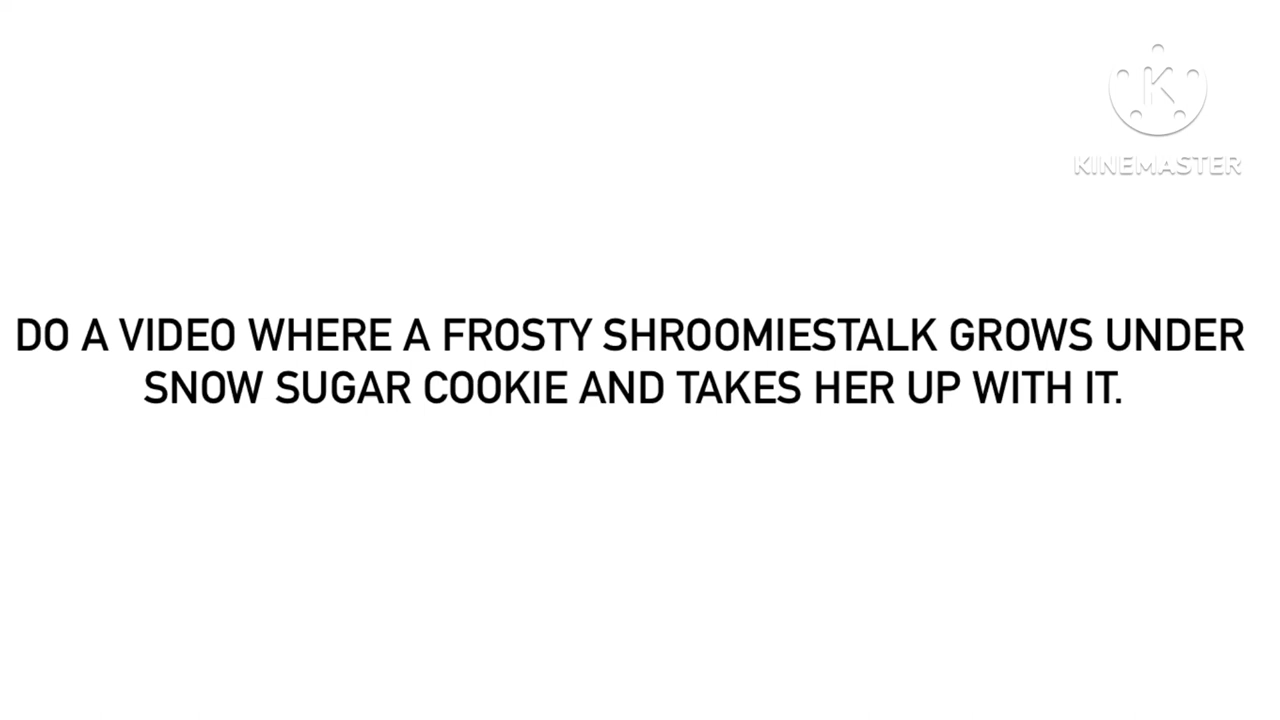 KINEMASTER
DO A VIDEO WHERE A FROSTY SHROOMIESTALK GROWS UNDER
SNOW SUGAR COOKIE AND TAKES HER UP WITH IT.